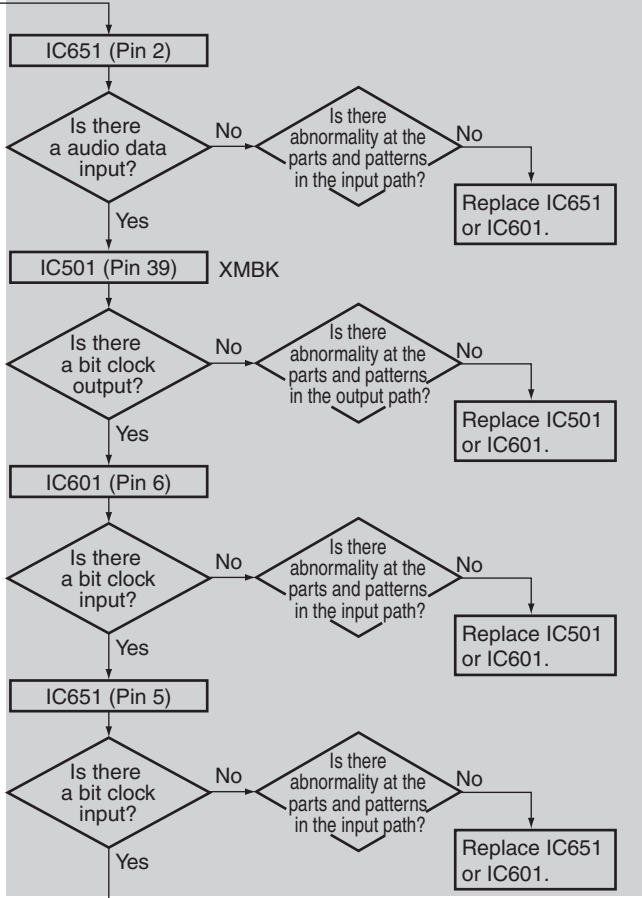 IC651 (Pin 2)
Is there
a audio data
input?
No
Is there
abnormality at the
parts and patterns
in the input path?
No
Replace IC651
or IC601.
Yes
IC501 (Pin 39)
XMBK
Is there
a bit clock
output?
No
Is there
abnormality at the
parts and patterns
in the output path?
No
Replace IC501
or IC601.
Yes
IC601 (Pin 6)
Is there
a bit clock
input?
No
Is there
abnormality at the
parts and patterns
in the input path?
No
Replace IC501
or IC601.
Yes
IC651 (Pin 5)
Is there
a bit clock
input?
No
Is there
abnormality at the
parts and patterns
in the input path?
No
Replace IC651
or IC601.
Yes